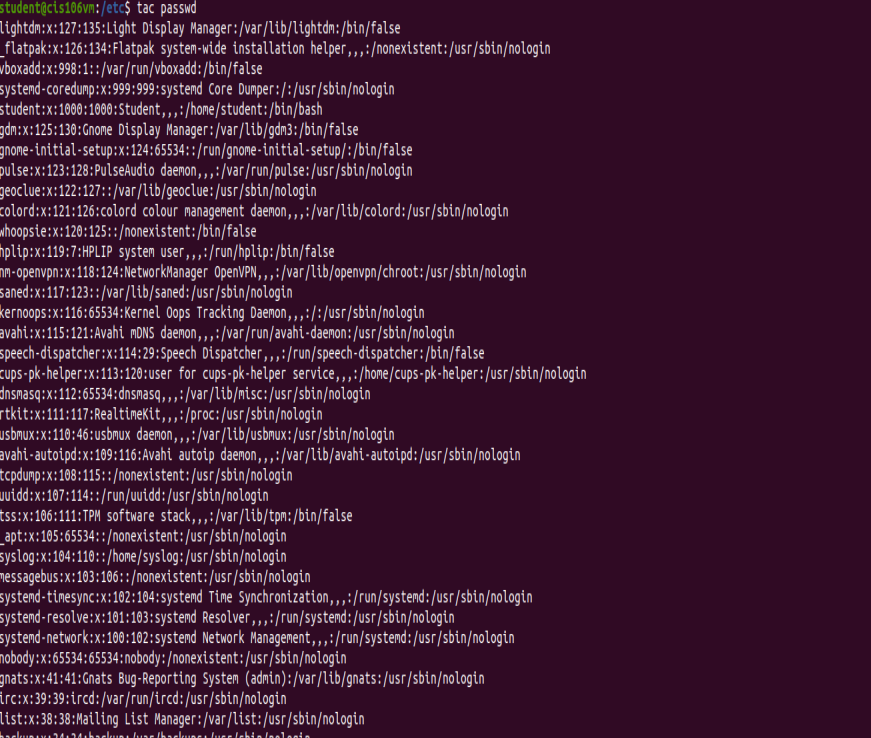 student@cis106vm:/etc$ tac passwd
lightdm:x:127:135:Light Display Manager:/var/lib/lightdm:/bin/false
_flatpak:x:126:134:Flatpak system-wide installation helper,,,:/nonexistent:/usr/sbin/nologin
vboxadd:x:998:1::/var/run/vboxadd:/bin/false
systemd-coredump:x:999:999:systemd Core Dumper:/:/usr/sbin/nologin
student:x:1000:1000:Student,,,:/home/student:/bin/bash
gdm:x:125:130:Gnome Display Manager:/var/lib/gdm3:/bin/false
gnome-initial-setup:x:124:65534::/run/gnome-initial-setup/:/bin/false
pulse:x:123:128:PulseAudio daemon,,,:/var/run/pulse:/usr/sbin/nologin
geoclue:x:122:127::/var/lib/geoclue:/usr/sbin/nologin
colord:x:121:126:colord colour management daemon,,,:/var/lib/colord:/usr/sbin/nologin
whoopsie:x:120:125::/nonexistent:/bin/false
hplip:x:119:7:HPLIP system user,,,:/run/hplip:/bin/false
nm-openvpn:x:118:124:NetworkManager OpenVPN,,,:/var/lib/openvpn/chroot:/usr/sbin/nologin
saned:x:117:123::/var/lib/saned:/usr/sbin/nologin
kernoops:x:116:65534:Kernel Oops Tracking Daemon,,,:/:/usr/sbin/nologin
avahi:x:115:121:Avahi mDNS daemon,,,:/var/run/avahi-daemon:/usr/sbin/nologin
speech-dispatcher:x:114:29:Speech Dispatcher,,,:/run/speech-dispatcher:/bin/false
cups-pk-helper:x:113:120:user for cups-pk-helper service,,,:/home/cups-pk-helper:/usr/sbin/nologin
dnsmasq:x:112:65534:dnsmasq,,,:/var/lib/misc:/usr/sbin/nologin
rtkit:x:111:117:RealtimeKit,,,:/proc:/usr/sbin/nologin
usbmux:x:110:46:usbmux daemon,,,:/var/lib/usbmux:/usr/sbin/nologin
avahi-autoipd:x:109:116:Avahi autoip daemon,,,:/var/lib/avahi-autoipd:/usr/sbin/nologin
tcpdump:x:108:115::/nonexistent:/usr/sbin/nologin
uuidd:x:107:114::/run/uuidd:/usr/sbin/nologin
tss:x:106:111:TPM software stack,,,:/var/lib/tpm:/bin/false
_apt:x:105:65534::/nonexistent:/usr/sbin/nologin
syslog:x:104:110::/home/syslog:/usr/sbin/nologin
messagebus:x:103:106::/nonexistent:/usr/sbin/nologin
systemd-timesync:x:102:104:systemd Time Synchronization,,,:/run/systemd:/usr/sbin/nologin
systemd-resolve:x:101:103:systemd Resolver,,,:/run/systemd:/usr/sbin/nologin
systemd-network:x:100:102:systemd Network Management,,,:/run/systemd:/usr/sbin/nologin
nobody:x:65534:65534:nobody:/nonexistent:/usr/sbin/nologin
gnats:x:41:41:Gnats Bug-Reporting System (admin):/var/lib/gnats:/usr/sbin/nologin
irc:x:39:39:ircd:/var/run/ircd:/usr/sbin/nologin
list:x:38:38:Mailing List Manager:/var/list:/usr/sbin/nologin
backup:x:34:34:backup:/var/backups:/usr/sbin/nologin